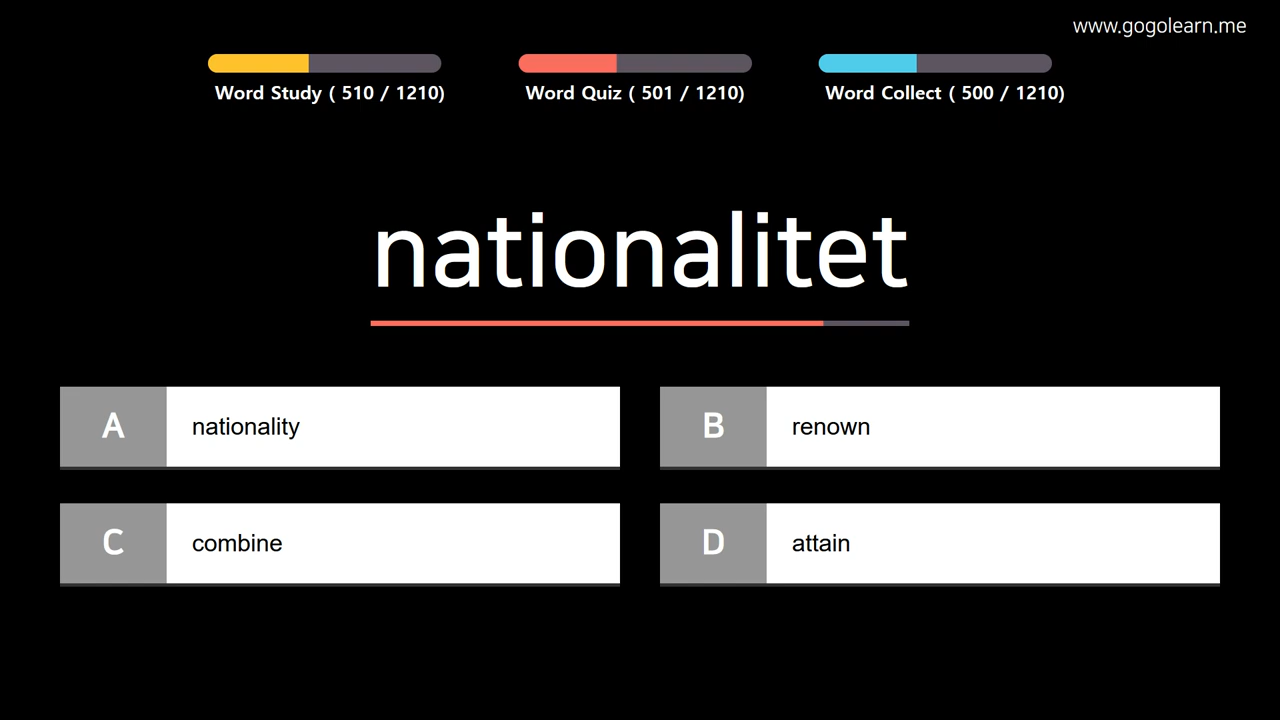 www.gogolearn.me
Word Study ( 510 / 1210)
Word Quiz ( 501 / 1210)
Word Collect ( 500 / 1210)
nationalitet
A nationality
B renown
C combine
D attain